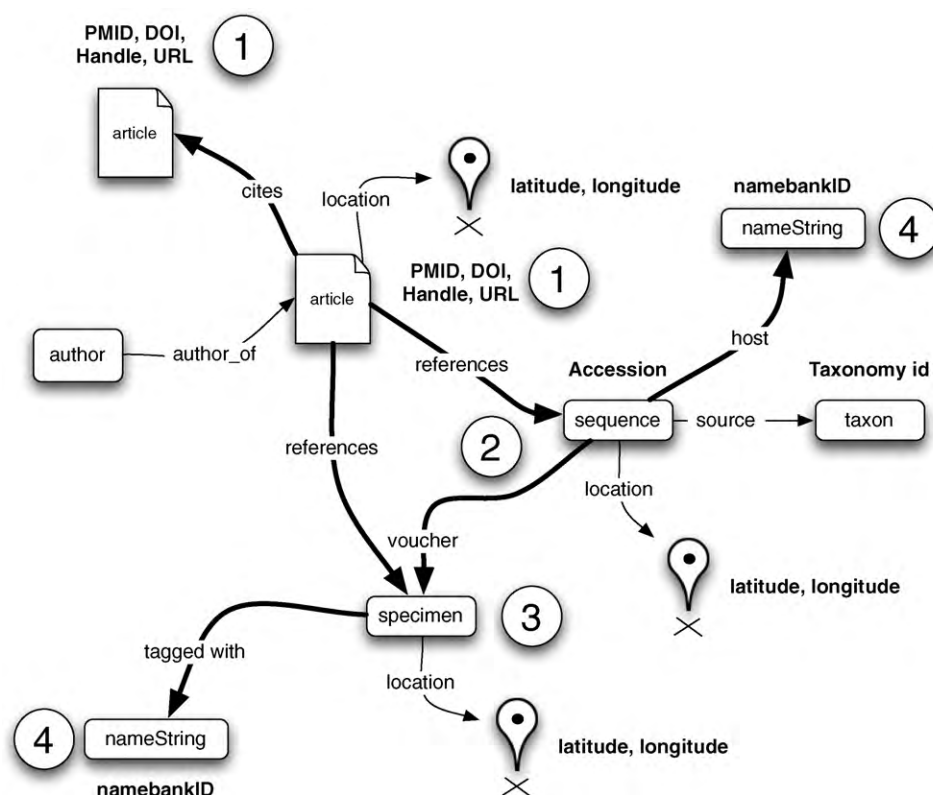 PMID, DOI,
Handle, URL
1
article
cites
location
latitude, longitude
namebankID
nameString
4
article
PMID, DOI,
Handle, URL
1
author
author_of
references
host
Accession
Taxonomy id
sequence
source
taxon
references
2
location
voucher
latitude, longitude
specimen
3
tagged with
location
4
nameString
latitude, longitude
namebankID